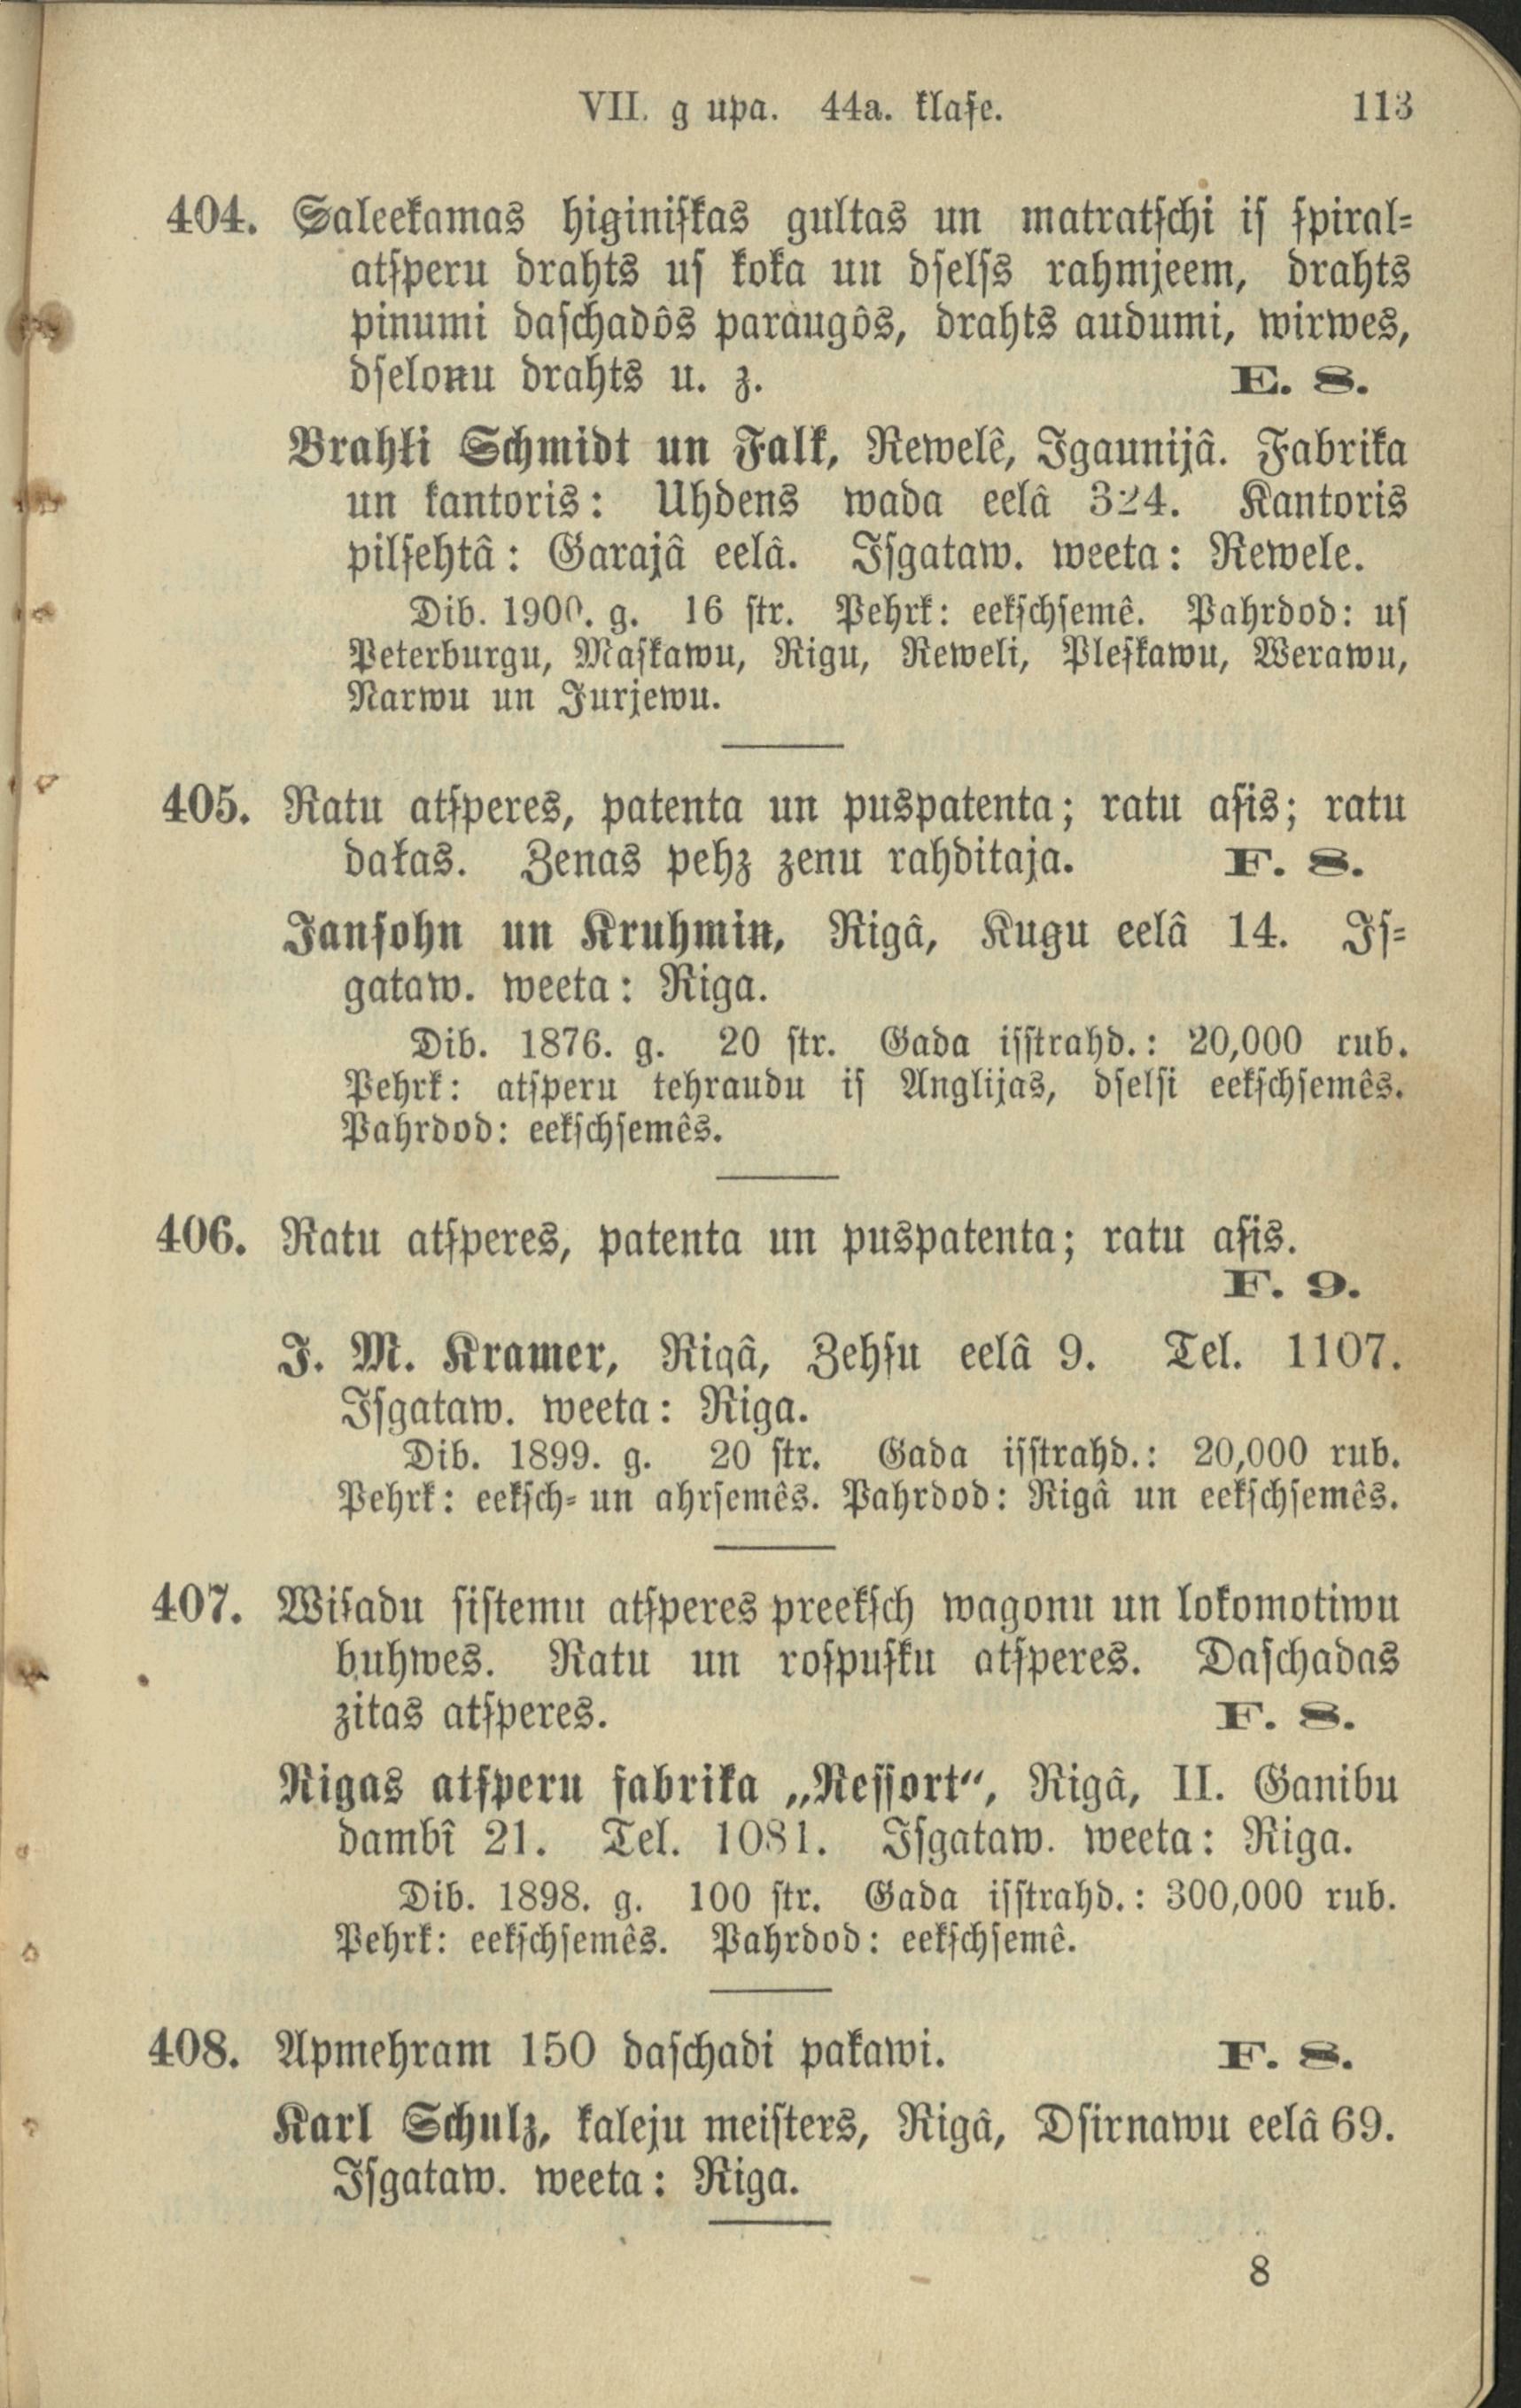 VII. g upa. 44a. klaſe. 113
404. Saleekamas higiniſkas gultas un matratſchi iſ ſpiral-
atſperu drahts uſ koka un dſelſs rahmjeem, drahts
pinumi daſchadôs paraugôs, drahts audumi, wirwes,
dſelonu drahts u. z. E. 8.
Brahłi Schmidt un Falk, Rewelê, Igaunijâ. Fabrika
un kantoris: Uhdens wada eelâ 324. Kantoris
pilſehtâ: Garajâ eelâ. Iſgataw. weeta: Rewele.
Dib. 1900. g. 16 ſtr. Pehrk: eekſchſemê. Pahrdod: uſ
Peterburgu, Maſkawu, Rigu, Reweli, Pleſkawu, Werawu,
Narwu un Jurjewu.
405. Ratu atſperes, patenta un puspatenta; ratu aſis; ratu
dałas. Zenas pehz zenu rahditaja. F. 8.
Janſohn un Kruhmin, Rigâ, Kugu eelâ 14. Iſ-
gataw. weeta: Riga.
Dib. 1876. g. 20 ſtr. Gada iſſtrahd.: 20,000 rub.
Pehrk: atſperu tehraudu iſ Anglijas, dſelſi eekſchſemês.
Pahrdod: eekſchſemês.
406. Ratu atſperes, patenta un puspatenta; ratu aſis.
F. 9.
J. M. Kramer, Rigâ, Zehſu eelâ 9. Tel. 1107.
Iſgataw. weeta: Riga.
Dib. 1899. g. 20 ſtr. Gada iſſtrahd.: 20,000 rub.
Pehrk: eekſch- un ahrſemês. Pahrdod: Rigâ un eekſchſemês.
407. Wiſadu ſiſtemu atſperes preekſch wagonu un lokomotiwu
buhwes. Ratu un roſpuſku atſperes. Daſchadas
zitas atſperes. F. 8.
Rigas atſperu fabrika „Reſſort“, Rigâ, II. Ganibu
dambî 21. Tel. 1081. Iſgataw. weeta: Riga.
Dib. 1898. g. 100 ſtr. Gada iſſtrahd.: 300,000 rub.
Pehrk: eekſchſemês. Pahrdod: eekſchſemê.
408. Apmehram 150 daſchadi pakawi. F. 8.
Karl Schulz, kaleju meiſters, Rigâ, Dſirnawu eelâ 69.
Iſgataw. weeta: Riga.
8